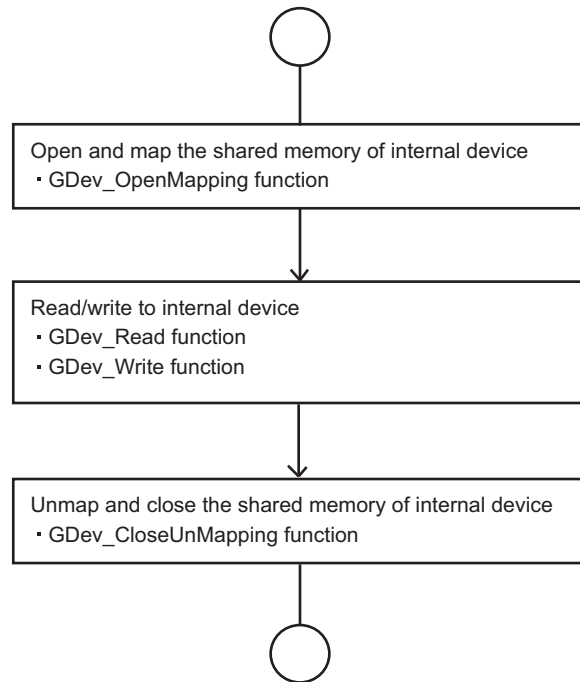 Open and map the shared memory of internal device
· GDev_OpenMapping function
Read/write to internal device
· GDev_Read function
· GDev_Write function
Unmap and close the shared memory of internal device
· GDev_CloseUnMapping function